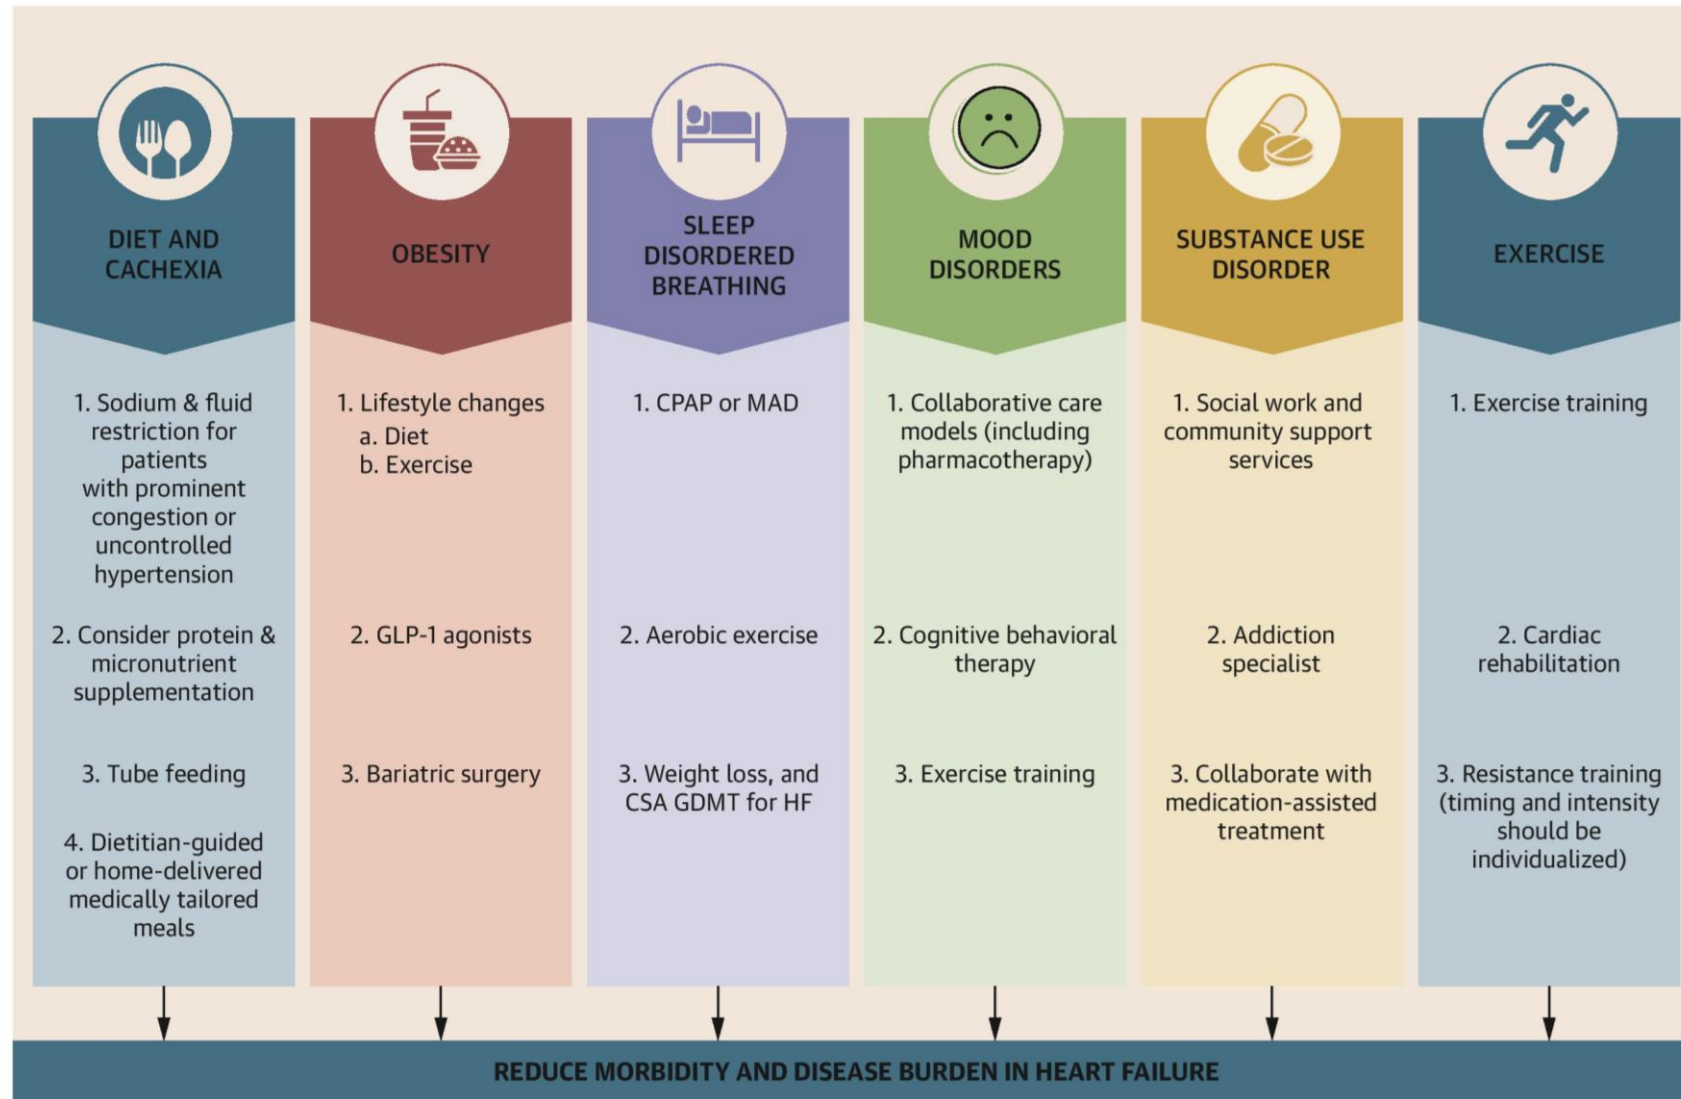 DIET AND
CACHEXIA
1. Sodium & fluid
restriction for
patients
with prominent
congestion or
uncontrolled
hypertension
2. Consider protein &
micronutrient
supplementation
3. Tube feeding
4. Dietitian-guided
or home-delivered
medically tailored
meals
OBESITY
1. Lifestyle changes
a. Diet
b. Exercise
2. GLP-1 agonists
3. Bariatric surgery
SLEEP
DISORDERED
BREATHING
1. CPAP or MAD
2. Aerobic exercise
3. Weight loss, and
CSA GDMT for HF
MOOD
DISORDERS
1. Collaborative care
models (including
pharmacotherapy)
2. Cognitive behavioral
therapy
3. Exercise training
SUBSTANCE USE
DISORDER
1. Social work and
community support
services
2. Addiction
specialist
3. Collaborate with
medication-assisted
treatment
EXERCISE
1. Exercise training
2. Cardiac
rehabilitation
3. Resistance training
(timing and intensity
should be
individualized)
REDUCE MORBIDITY AND DISEASE BURDEN IN HEART FAILURE